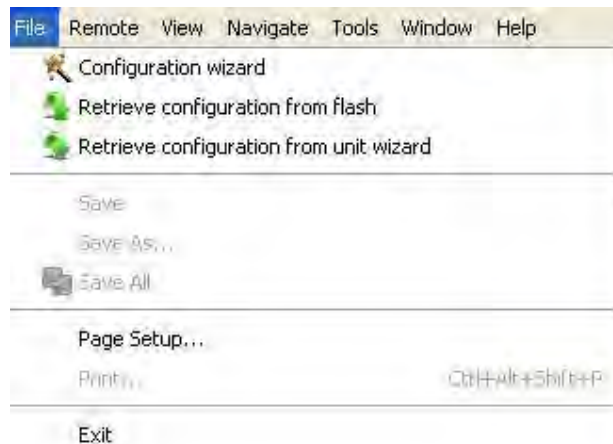 File Remote View Navigate Tools Window Help
Configuration wizard
Retrieve configuration from flash
Retrieve configuration from unit wizard
Save
Save As...
Save All
Page Setup...
Print... Ctrl+Alt+Shift+P
Exit